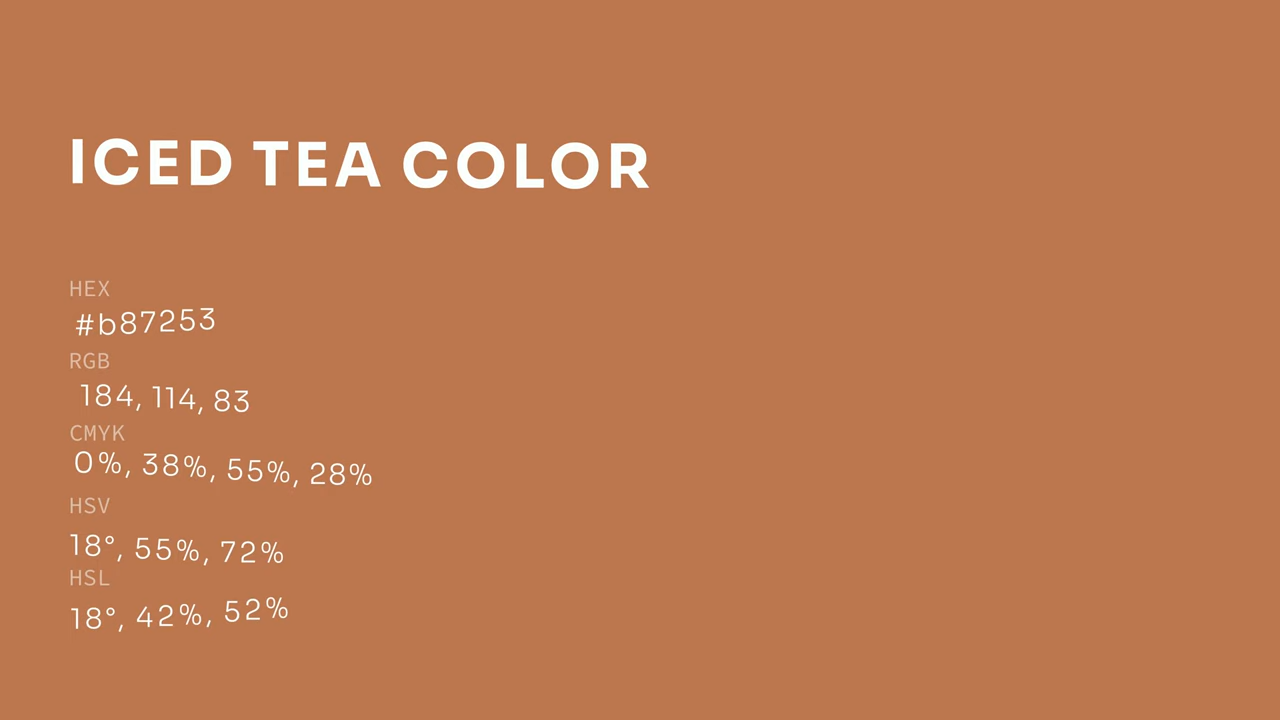 ICED TEA COLOR
HEX
#b87253
RGB
184, 114, 83
CMYK
0%, 38%, 55%, 28%
HSV
18°, 55%, 72%
HSL
18°, 42%, 52%